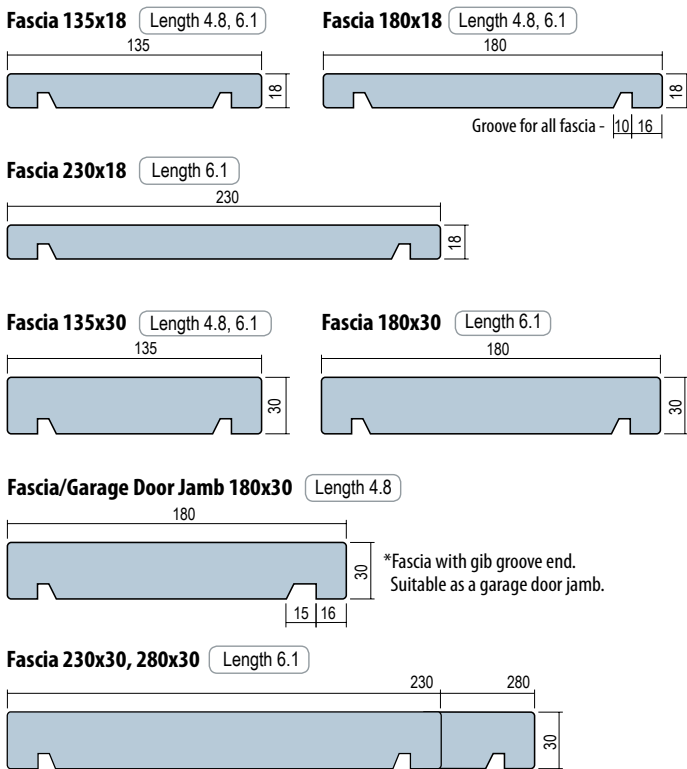 Fascia 135x18 Length 4.8, 6.1
135
18
Fascia 180x18 Length 4.8, 6.1
180
18
Groove for all fascia - 10 16
Fascia 230x18 Length 6.1
230
18
Fascia 135x30 Length 4.8, 6.1
135
30
Fascia 180x30 Length 6.1
180
30
Fascia/Garage Door Jamb 180x30 Length 4.8
180
30
*Fascia with gib groove end.
Suitable as a garage door jamb.
15 16
Fascia 230x30, 280x30 Length 6.1
230 280
30